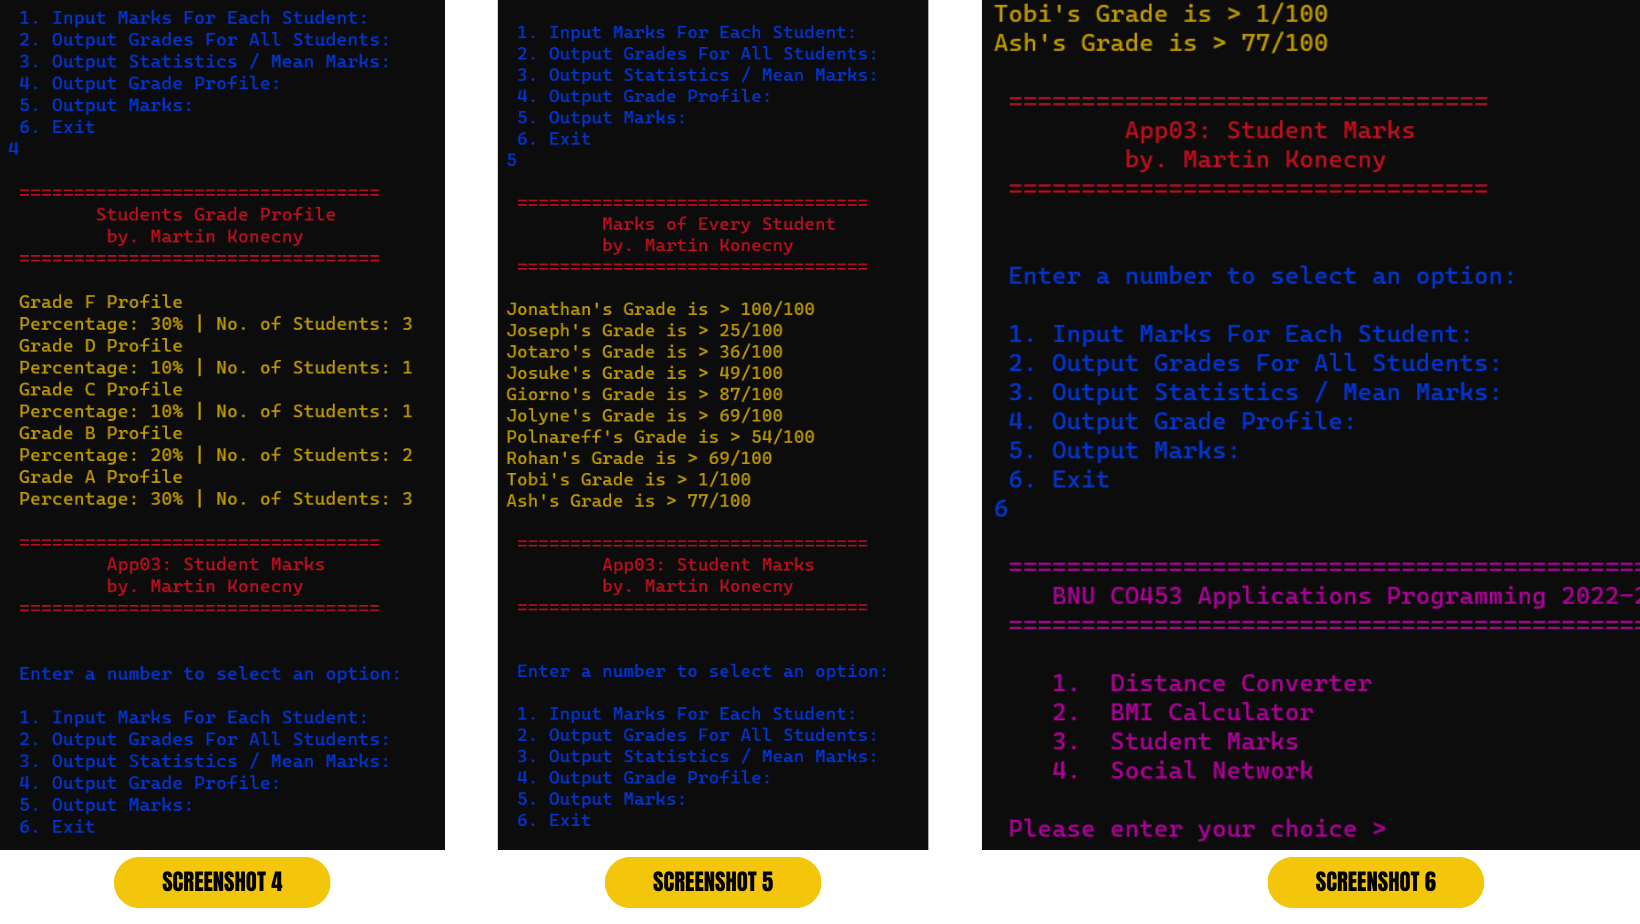 1. Input Marks For Each Student:
2. Output Grades For All Students:
3. Output Statistics / Mean Marks:
4. Output Grade Profile:
5. Output Marks:
6. Exit
4
=================================
Students Grade Profile
by. Martin Konecny
=================================
Grade F Profile
Percentage: 30% | No. of Students: 3
Grade D Profile
Percentage: 10% | No. of Students: 1
Grade C Profile
Percentage: 10% | No. of Students: 1
Grade B Profile
Percentage: 20% | No. of Students: 2
Grade A Profile
Percentage: 30% | No. of Students: 3
=================================
App03: Student Marks
by. Martin Konecny
=================================
Enter a number to select an option:
1. Input Marks For Each Student:
2. Output Grades For All Students:
3. Output Statistics / Mean Marks:
4. Output Grade Profile:
5. Output Marks:
6. Exit
SCREENSHOT 4
1. Input Marks For Each Student:
2. Output Grades For All Students:
3. Output Statistics / Mean Marks:
4. Output Grade Profile:
5. Output Marks:
6. Exit
5
=================================
Marks of Every Student
by. Martin Konecny
=================================
Jonathan's Grade is > 100/100
Joseph's Grade is > 25/100
Jotaro's Grade is > 36/100
Josuke's Grade is > 49/100
Giorno's Grade is > 87/100
Jolyne's Grade is > 69/100
Polnareff's Grade is > 54/100
Rohan's Grade is > 69/100
Tobi's Grade is > 1/100
Ash's Grade is > 77/100
=================================
App03: Student Marks
by. Martin Konecny
=================================
Enter a number to select an option:
1. Input Marks For Each Student:
2. Output Grades For All Students:
3. Output Statistics / Mean Marks:
4. Output Grade Profile:
5. Output Marks:
6. Exit
SCREENSHOT 5
Tobi's Grade is > 1/100
Ash's Grade is > 77/100
=================================
App03: Student Marks
by. Martin Konecny
=================================
Enter a number to select an option:
1. Input Marks For Each Student:
2. Output Grades For All Students:
3. Output Statistics / Mean Marks:
4. Output Grade Profile:
5. Output Marks:
6. Exit
6
============================================
BNU CO453 Applications Programming 2022-
============================================
1. Distance Converter
2. BMI Calculator
3. Student Marks
4. Social Network
Please enter your choice >
SCREENSHOT 6